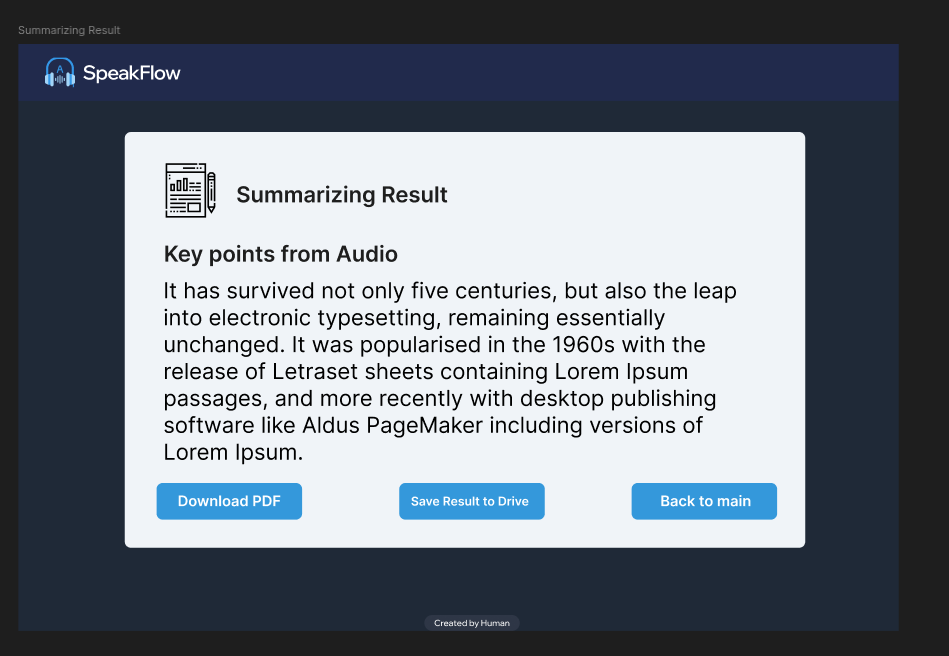 Summarizing Result
A
SpeakFlow
Summarizing Result
Key points from Audio
It has survived not only five centuries, but also the leap
into electronic typesetting, remaining essentially
unchanged. It was popularised in the 1960s with the
release of Letraset sheets containing Lorem Ipsum
passages, and more recently with desktop publishing
software like Aldus PageMaker including versions of
Lorem Ipsum.
Download PDF
Save Result to Drive
Back to main
Created by Human